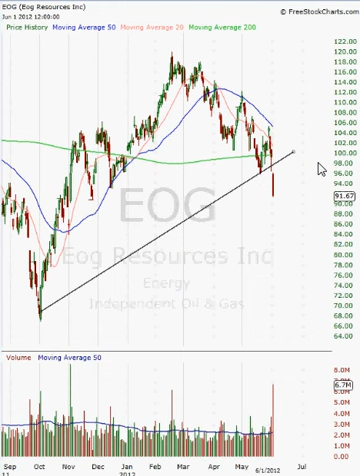 EOG (Eog Resources Inc)
© FreeStockCharts.com
Jun 1 2012 12:00:00
Price History Moving Average 50 Moving Average 20 Moving Average 200
122.00
120.00
118.00
116.00
114.00
112.00
110.00
108.00
106.00
104.00
102.00
100.00
98.00
96.00
94.00
91.67
90.00
88.00
86.00
84.00
82.00
80.00
78.00
76.00
74.00
72.00
70.00
68.00
66.00
64.00
EOG
Eog Resources Inc
Energy
Independent Oil & Gas
Volume Moving Average 50
8.0M
6.7M
6.0M
5.0M
4.0M
3.0M
2.0M
1.0M
0.0
Sep Oct Nov Dec Jan Feb Mar Apr May 6/1/2012 Jul
11 2012